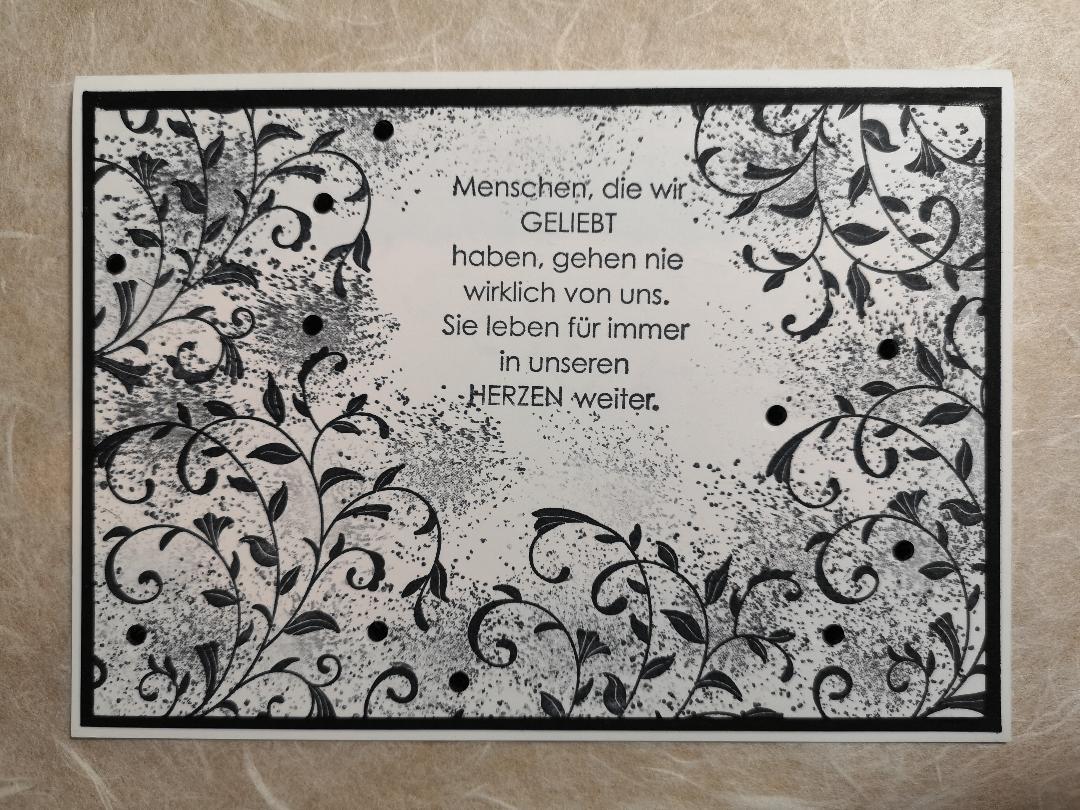 Menschen, die wir
GELIEBT
haben, gehen nie
wirklich von uns.
Sie leben für immer
in unseren
HERZEN weiter.